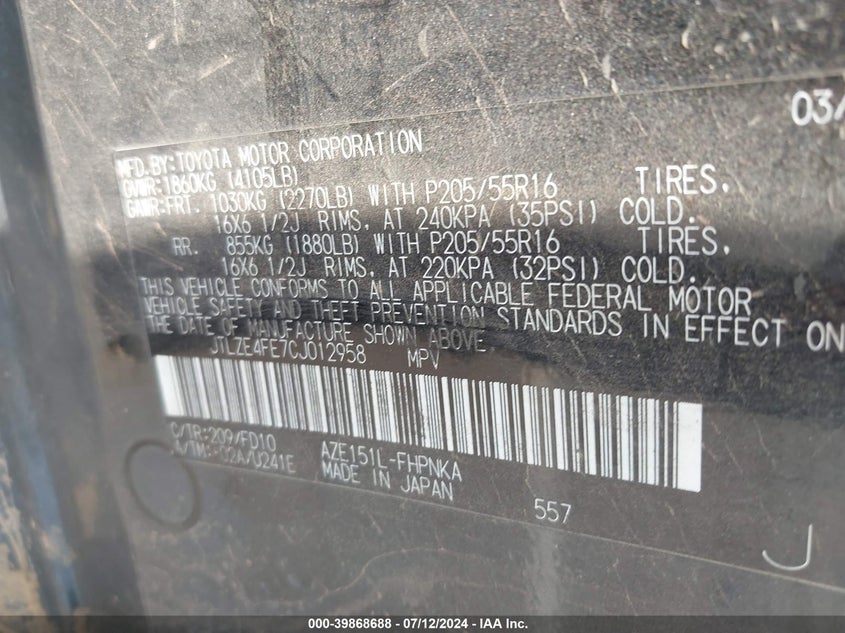 03/
MFD.BY:TOYOTA MOTOR CORPORATION
GVWR:1860KG (4105LB)
GAWR:FRT. 1030KG (2270LB) WITH P205/55R16 TIRES,
16X6 1/2J RIMS, AT 240KPA (35PSI) COLD.
RR. 855KG (1880LB) WITH P205/55R16 TIRES,
16X6 1/2J RIMS, AT 220KPA (32PSI) COLD.
THIS VEHICLE CONFORMS TO ALL APPLICABLE FEDERAL MOTOR
VEHICLE SAFETY AND THEFT PREVENTION STANDARDS IN EFFECT ON
THE DATE OF MANUFACTURE SHOWN ABOVE.
JTLZE4FE7CJ012958 MPV
C/TR:209/FD10 AZE151L-FHPNKA
A/TM:-02A/U241E MADE IN JAPAN
557
J
000-39868688 - 07/12/2024 - IAA Inc.